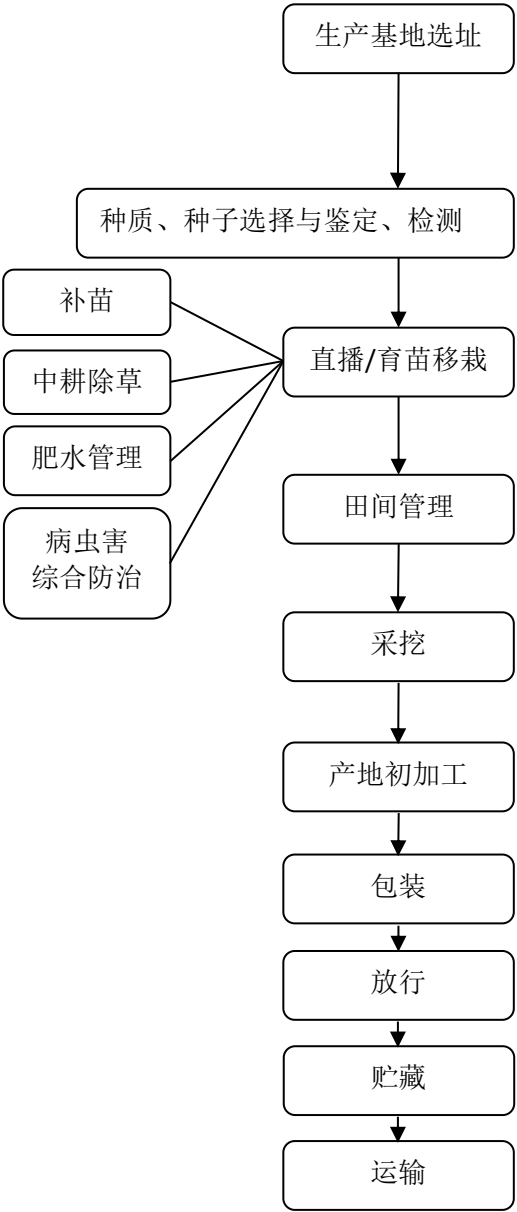 生产基地选址
种质、种子选择与鉴定、检测
补苗
直播/育苗移栽
中耕除草
肥水管理
田间管理
病虫害
综合防治
采挖
产地初加工
包装
放行
贮藏
运输